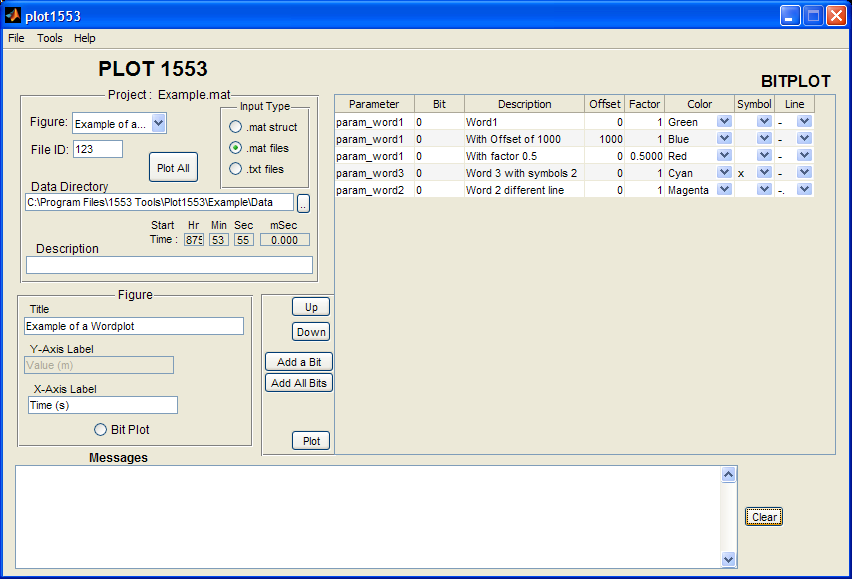 plot1553
File Tools Help
PLOT 1553
BITPLOT
Project : Example.mat
Figure: Example of a...
File ID: 123
Plot All
Input Type
.mat struct
.mat files
.txt files
Data Directory
C:\Program Files\1553 Tools\Plot1553\Example\Data ..
Start Hr Min Sec mSec
Time : 875 53 55 0.000
Description
Parameter Bit Description Offset Factor Color Symbol Line
param_word1 0 Word1 0 1 Green -
param_word1 0 With Offset of 1000 1000 1 Blue -
param_word1 0 With factor 0.5 0 0.5000 Red -
param_word3 0 Word 3 with symbols 2 0 1 Cyan x -
param_word2 0 Word 2 different line 0 1 Magenta -.
Figure
Title
Example of a Wordplot
Y-Axis Label
Value (m)
X-Axis Label
Time (s)
Bit Plot
Up
Down
Add a Bit
Add All Bits
Plot
Messages
Clear